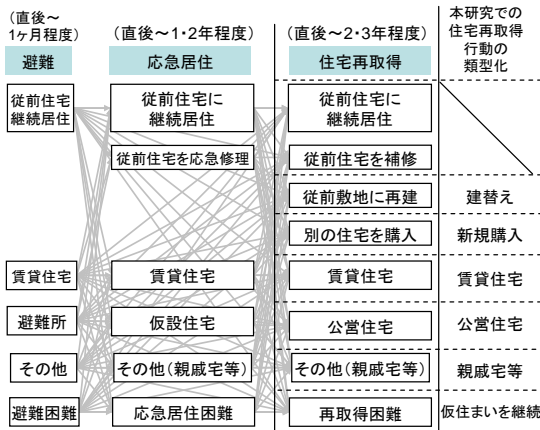 (直後～
1ヶ月程度)
避難
従前住宅
継続居住
賃貸住宅
避難所
その他
避難困難
(直後～1・2年程度)
応急居住
従前住宅に
継続居住
従前住宅を応急修理
賃貸住宅
仮設住宅
その他(親戚宅等)
応急居住困難
(直後～2・3年程度)
住宅再取得
従前住宅に
継続居住
従前住宅を補修
従前敷地に再建
別の住宅を購入
賃貸住宅
公営住宅
その他(親戚宅等)
再取得困難
本研究での
住宅再取得
行動の
類型化
建替え
新規購入
賃貸住宅
公営住宅
親戚宅等
仮住まいを継続